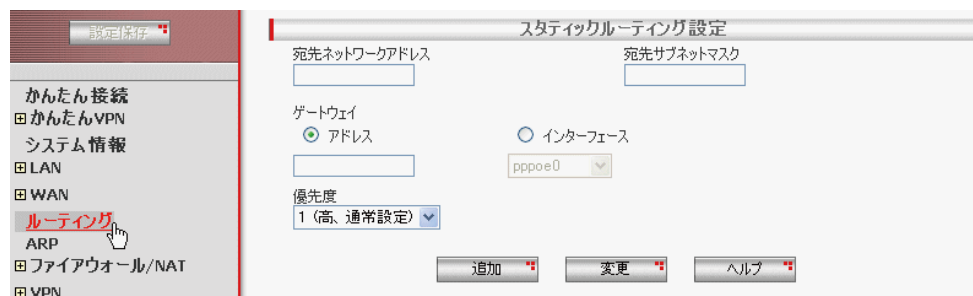 設定保存
かんたん接続
かんたんVPN
システム情報
LAN
WAN
ルーティング
ARP
ファイアウォール/NAT
VPN
スタティックルーティング設定
宛先ネットワークアドレス 宛先サブネットマスク
ゲートウェイ
アドレス インターフェース
pppoe0
優先度
1 (高、通常設定)
追加 変更 ヘルプ